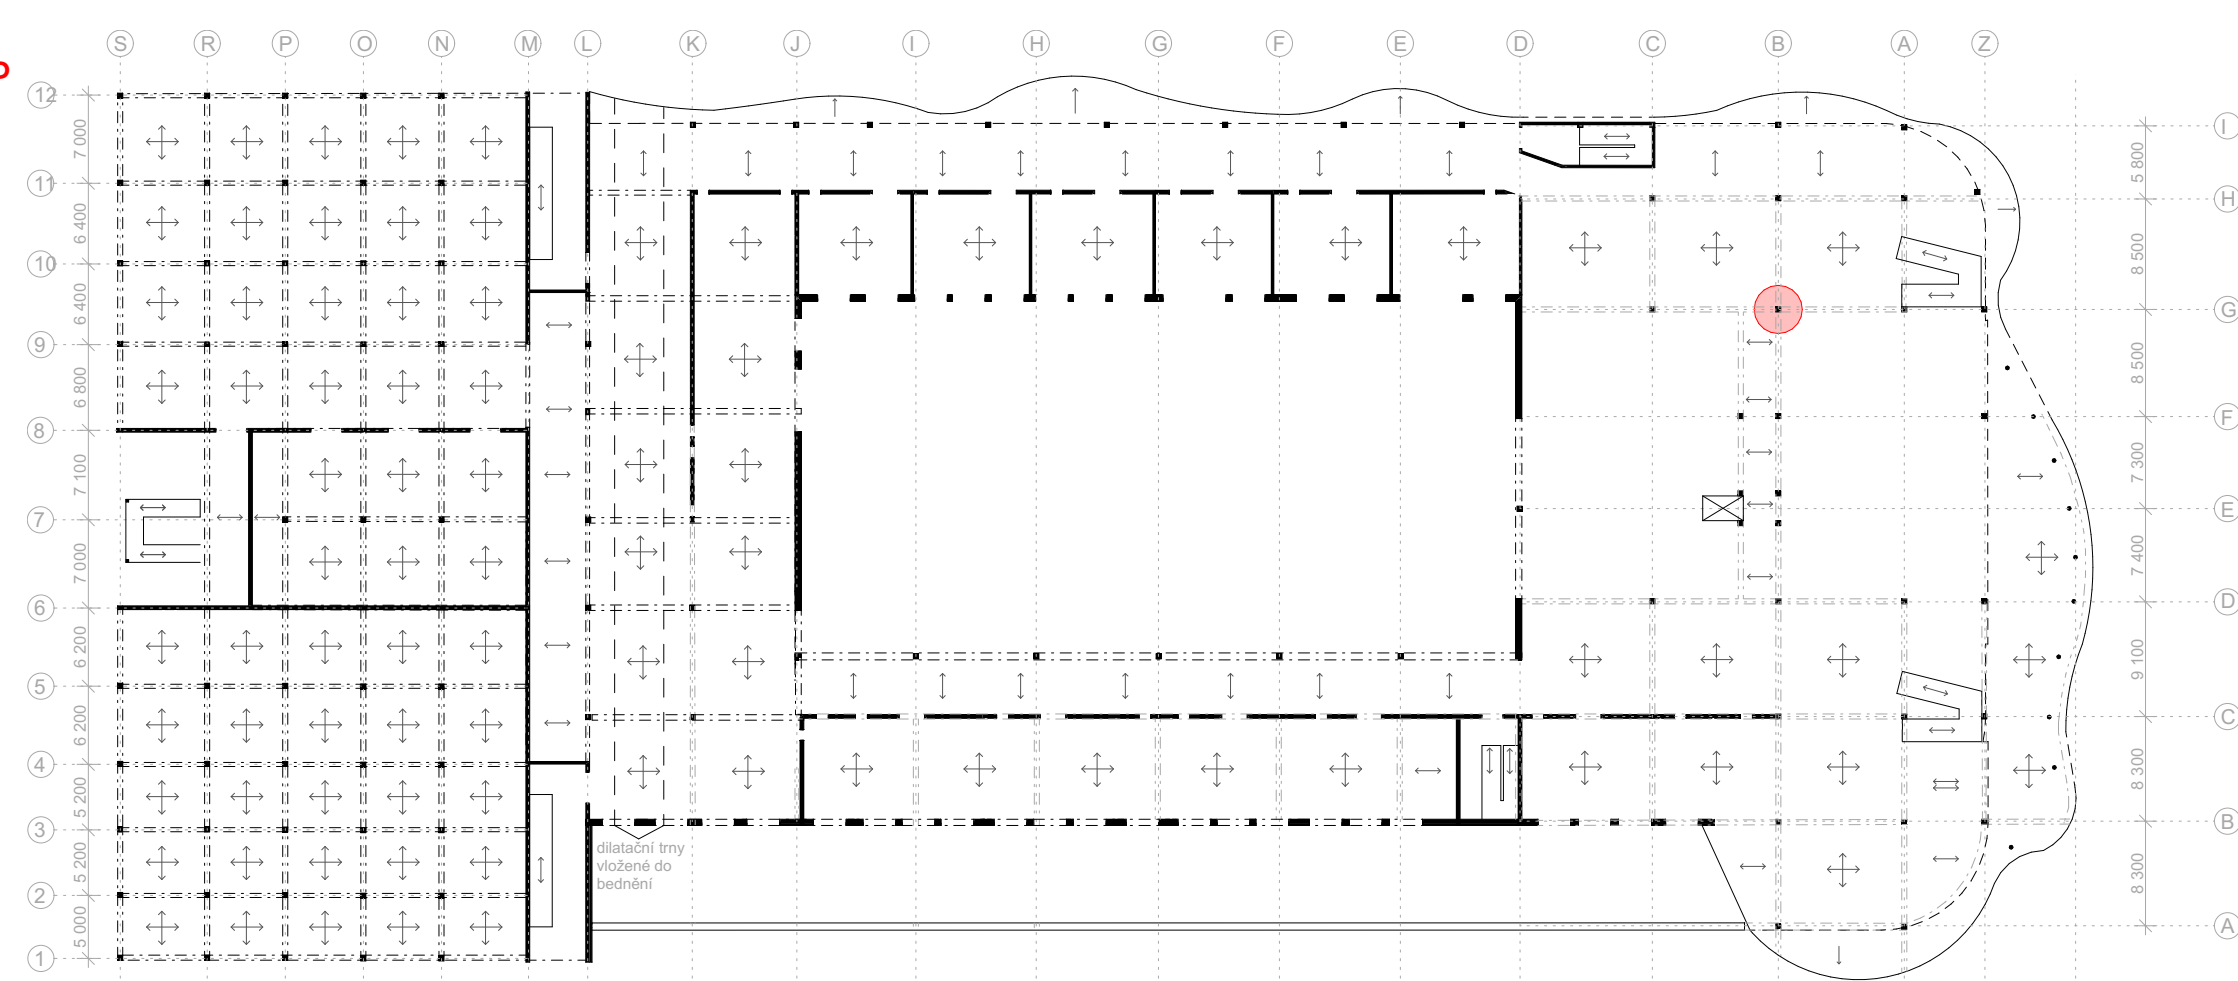 S R P O N M L K J I H G F E D C B A Z
12
7 000
11
6 400
10
6 400
9
6 800
8
7 100
7
7 000
6
6 200
5
6 200
4
5 200
3
5 200
2
5 000
1
I
5 800
H
8 500
G
8 500
F
7 300
E
7 400
D
9 100
C
8 300
B
8 300
A
dilatační trny
vložené do
bednění